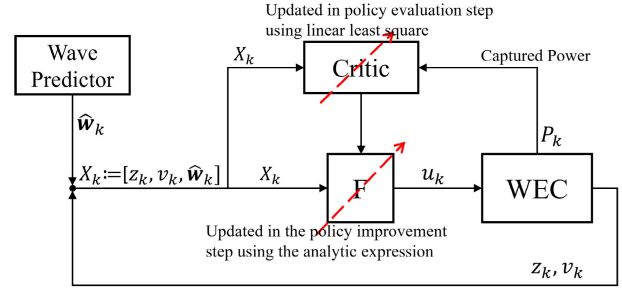 Updated in policy evaluation step
using linear least square
Wave
Predictor
X_k
Critic
Captured Power
ŵ_k
P_k
X_k:=[z_k, v_k, ŵ_k]
X_k
F
u_k
WEC
Updated in the policy improvement
step using the analytic expression
z_k, v_k